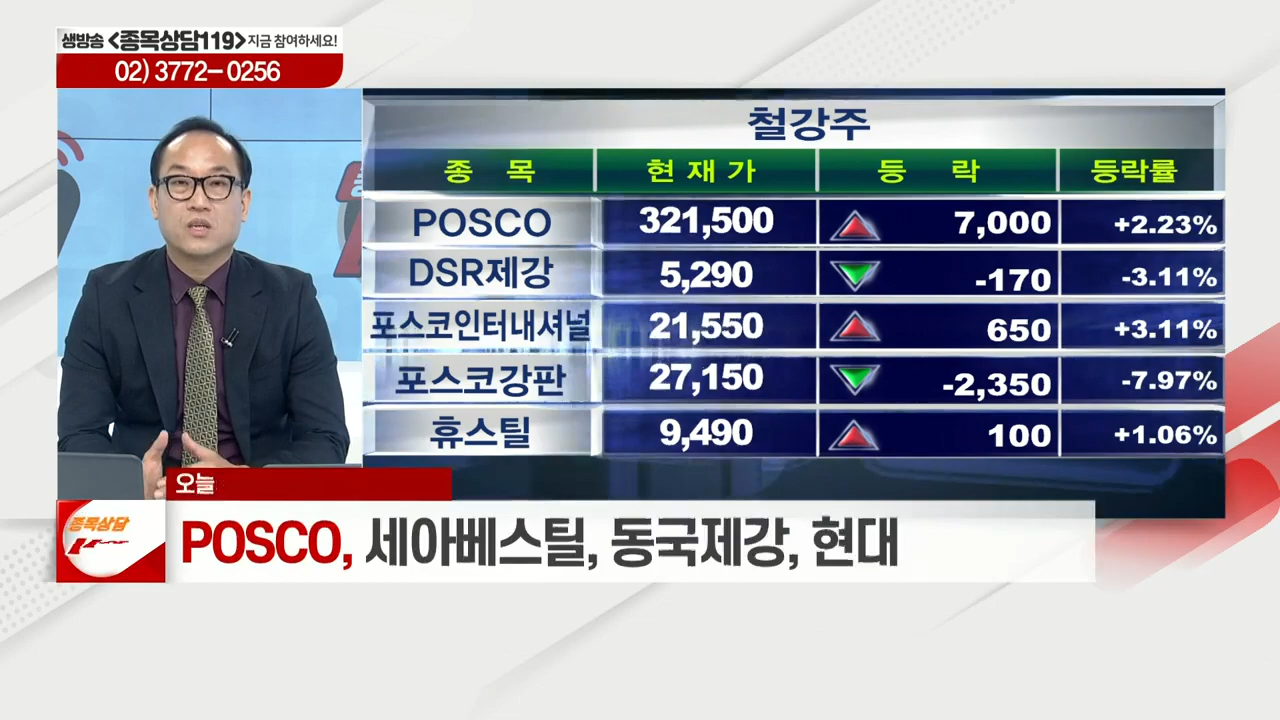 생방송 <종목상담119> 지금 참여하세요!
02) 3772-0256
철강주
종 목 현 재 가 등 락 등락률
POSCO 321,500 7,000 +2.23%
DSR제강 5,290 -170 -3.11%
포스코인터내셔널 21,550 650 +3.11%
포스코강판 27,150 -2,350 -7.97%
휴스틸 9,490 100 +1.06%
오늘
종목상담
POSCO, 세아베스틸, 동국제강, 현대